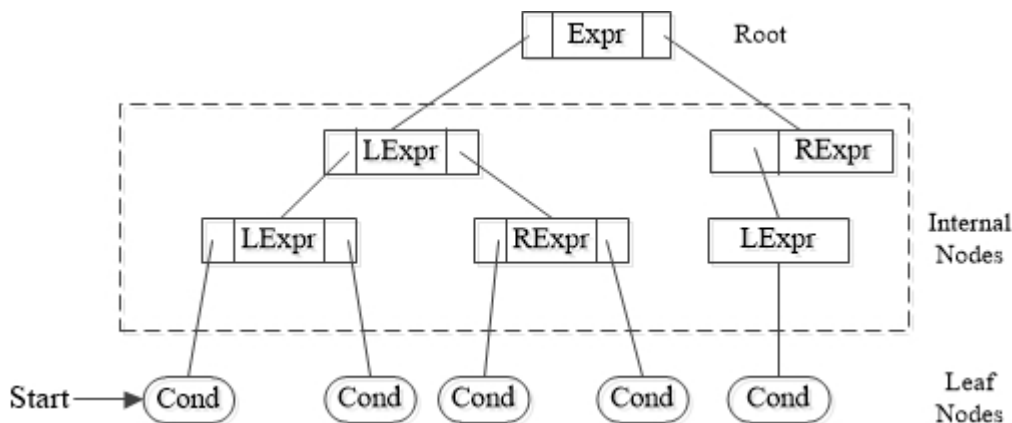 Expr
Root
LExpr
RExpr
LExpr
RExpr
LExpr
Internal
Nodes
Start
Cond
Cond
Cond
Cond
Cond
Leaf
Nodes